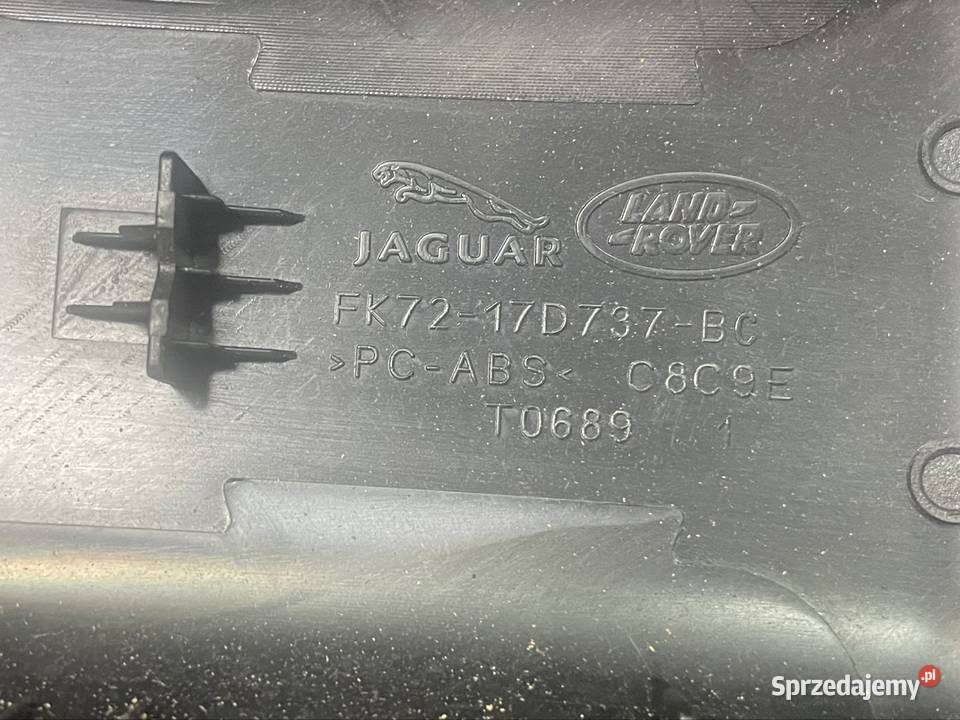 JAGUAR
LAND-
-ROVER
FK72-17D737-BC
>PC-ABS< C8C9E
T0689 1
Sprzedajemy.pl